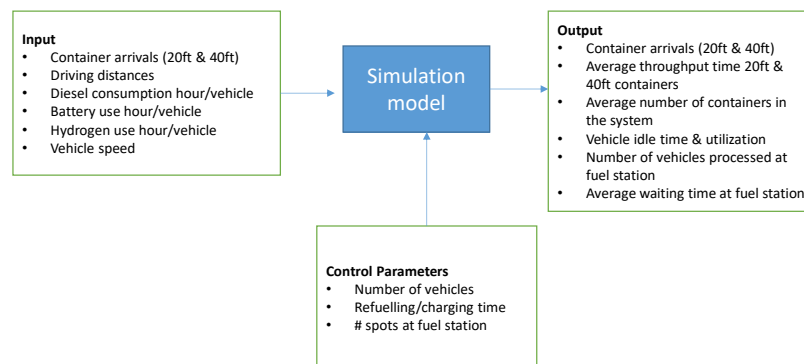 Input
• Container arrivals (20ft & 40ft)
• Driving distances
• Diesel consumption hour/vehicle
• Battery use hour/vehicle
• Hydrogen use hour/vehicle
• Vehicle speed
Simulation
model
Output
• Container arrivals (20ft & 40ft)
• Average throughput time 20ft &
40ft containers
• Average number of containers in
the system
• Vehicle idle time & utilization
• Number of vehicles processed at
fuel station
• Average waiting time at fuel station
Control Parameters
• Number of vehicles
• Refuelling/charging time
• # spots at fuel station